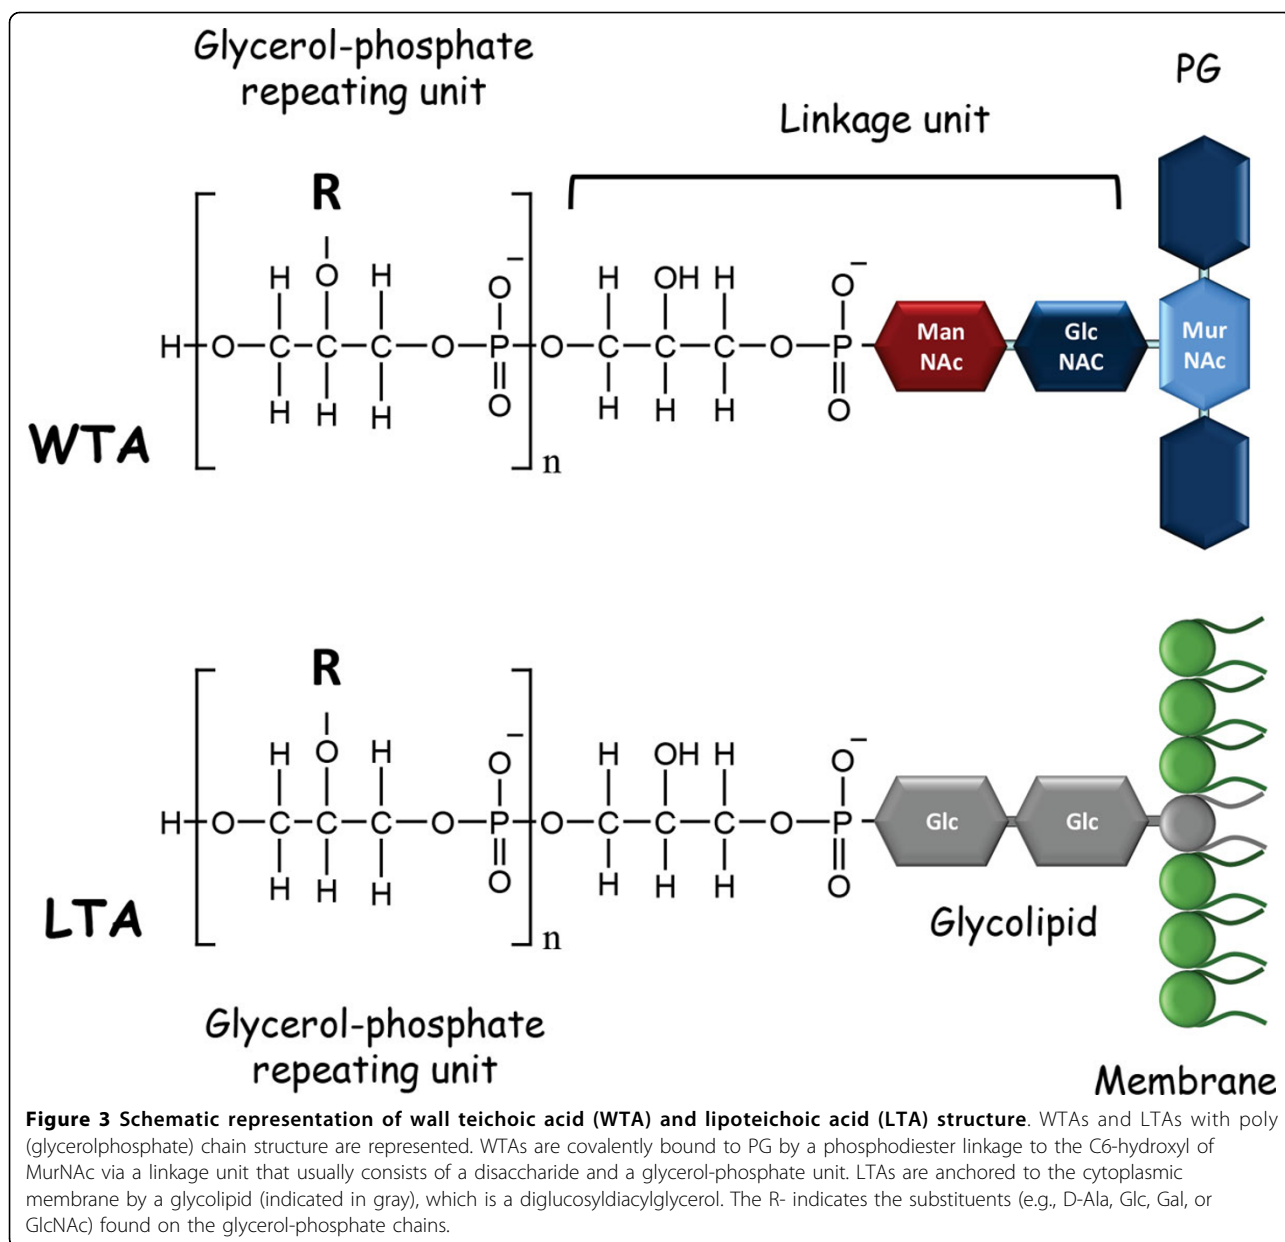 Glycerol-phosphate
repeating unit
PG
Linkage unit
R
H O H O⁻ H OH H O⁻
H–O–C–C–C–O–P–O–C–C–C–O–P
Man
NAc
Glc
NAC
Mur
NAc
H H H O H H H O
WTA
n
R
H O H O⁻ H OH H O⁻
H–O–C–C–C–O–P–O–C–C–C–O–P
Glc
Glc
H H H O H H H O
LTA
n
Glycolipid
Glycerol-phosphate
repeating unit
Membrane
Figure 3 Schematic representation of wall teichoic acid (WTA) and lipoteichoic acid (LTA) structure. WTAs and LTAs with poly
(glycerolphosphate) chain structure are represented. WTAs are covalently bound to PG by a phosphodiester linkage to the C6-hydroxyl of
MurNAc via a linkage unit that usually consists of a disaccharide and a glycerol-phosphate unit. LTAs are anchored to the cytoplasmic
membrane by a glycolipid (indicated in gray), which is a diglucosyldiacylglycerol. The R- indicates the substituents (e.g., D-Ala, Glc, Gal, or
GlcNAc) found on the glycerol-phosphate chains.